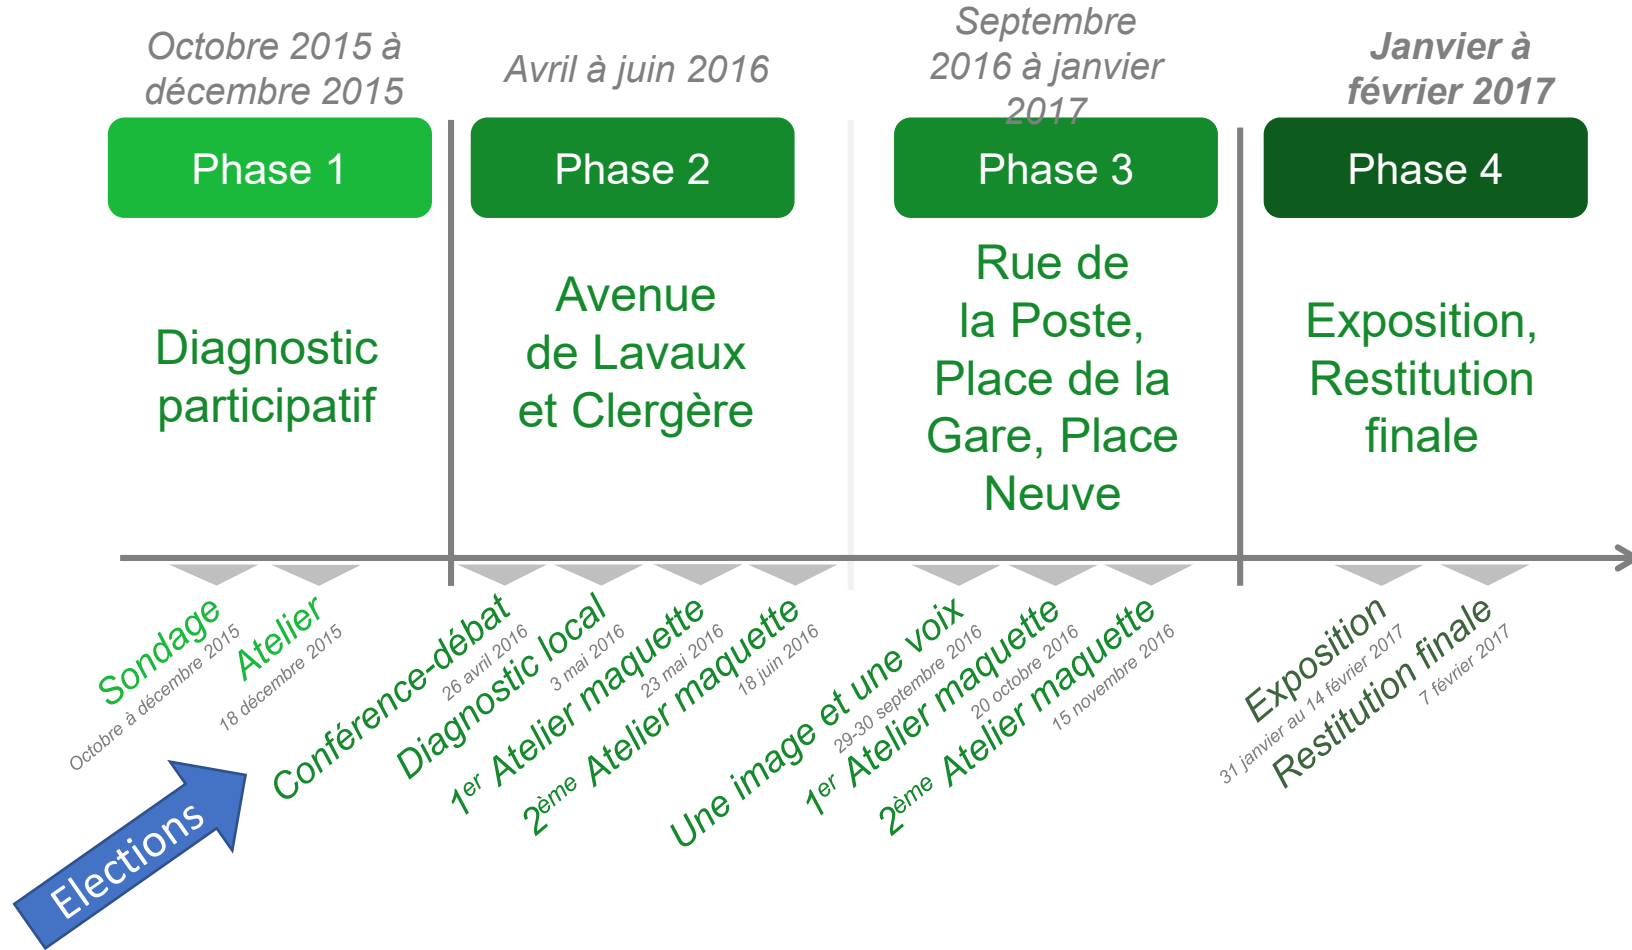 Octobre 2015 à
décembre 2015
Avril à juin 2016
Septembre
2016 à janvier
2017
Janvier à
février 2017
Phase 1
Phase 2
Phase 3
Phase 4
Diagnostic
participatif
Avenue
de Lavaux
et Clergère
Rue de
la Poste,
Place de la
Gare, Place
Neuve
Exposition,
Restitution
finale
Sondage
Octobre à décembre 2015
Atelier
18 décembre 2015
Conférence-débat
26 avril 2016
Diagnostic local
3 mai 2016
1er Atelier maquette
23 mai 2016
2ème Atelier maquette
18 juin 2016
Une image et une voix
29-30 septembre 2016
1er Atelier maquette
20 octobre 2016
2ème Atelier maquette
15 novembre 2016
Exposition
31 janvier au 14 février 2017
Restitution finale
7 février 2017
Elections